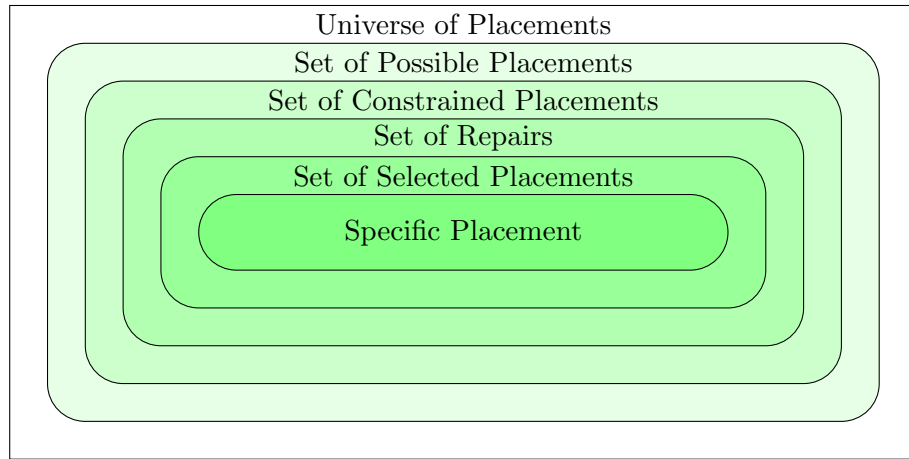 Universe of Placements
Set of Possible Placements
Set of Constrained Placements
Set of Repairs
Set of Selected Placements
Specific Placement